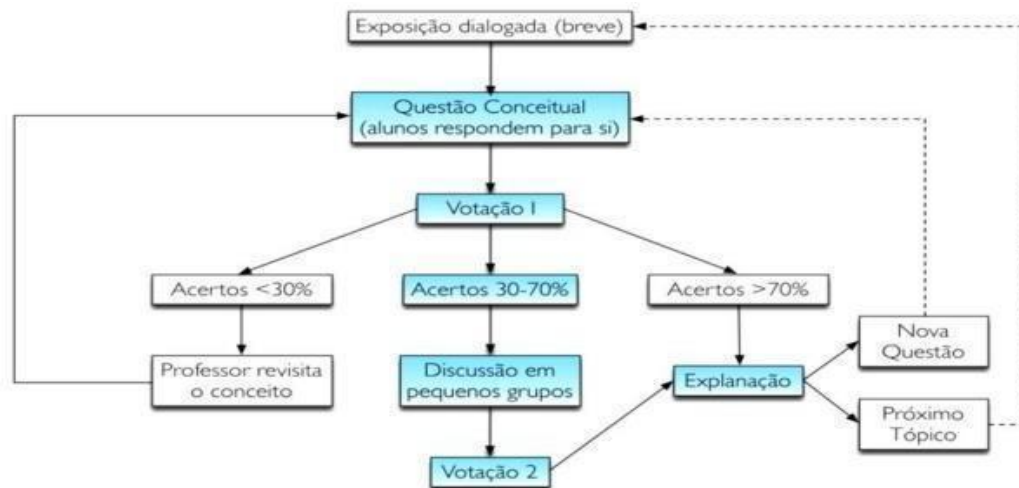 Exposição dialogada (breve)
Questão Conceitual
(alunos respondem para si)
Votação 1
Acertos <30%
Acertos 30-70%
Acertos >70%
Professor revisita
o conceito
Discussão em
pequenos grupos
Explanação
Nova
Questão
Próximo
Tópico
Votação 2